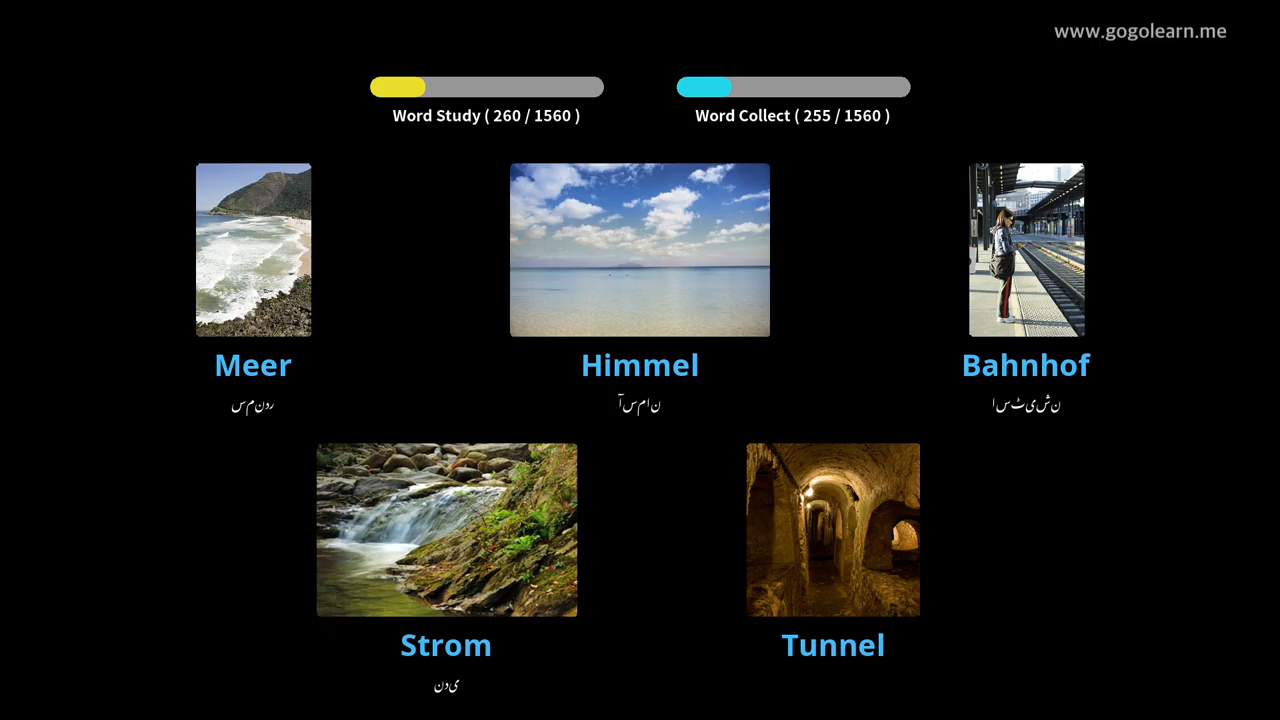 www.gogolearn.me
Word Study ( 260 / 1560 )
Word Collect ( 255 / 1560 )
Meer
سمندر
Himmel
آسمان
Bahnhof
اسٹیشن
Strom
ندی
Tunnel